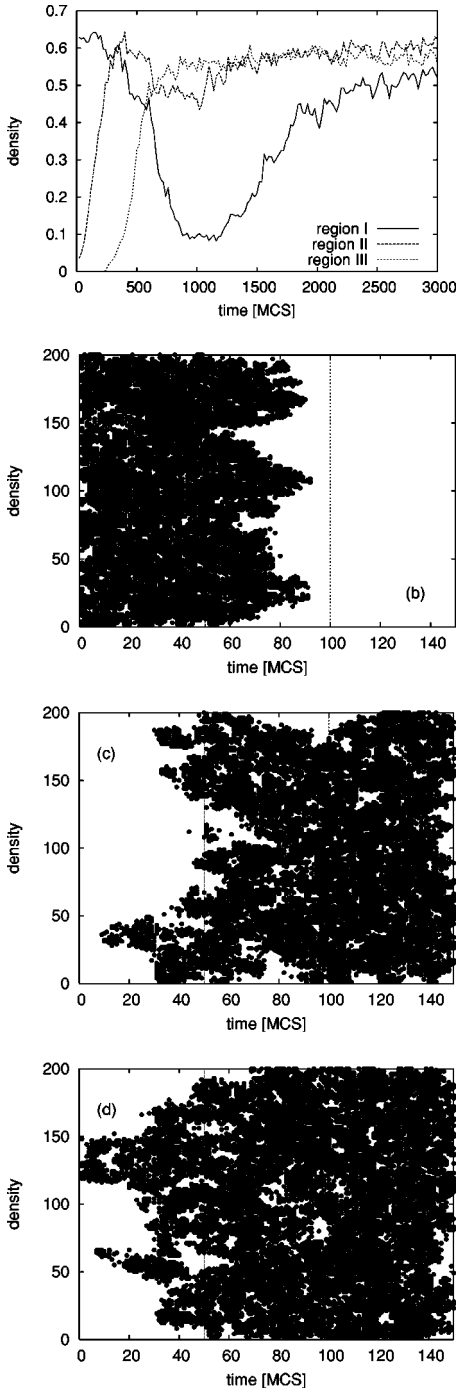 0.7
0.6
0.5
0.4
0.3
0.2
0.1
0
density
region I
region II
region III
0 500 1000 1500 2000 2500 3000
time [MCS]
200
150
100
50
0
density
(b)
0 20 40 60 80 100 120 140
time [MCS]
200
150
100
50
0
density
(c)
0 20 40 60 80 100 120 140
time [MCS]
200
150
100
50
0
density
(d)
0 20 40 60 80 100 120 140
time [MCS]